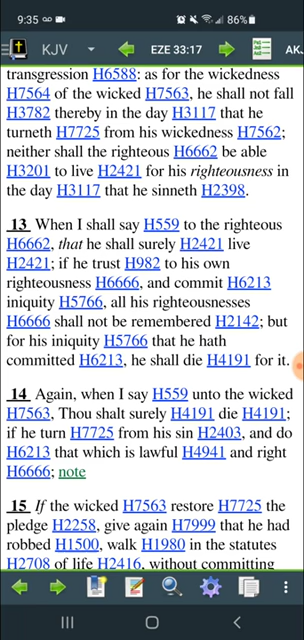 9:35
86%
KJV EZE 33:17 AK.
transgression H6588: as for the wickedness
H7564 of the wicked H7563, he shall not fall
H3782 thereby in the day H3117 that he
turneth H7725 from his wickedness H7562;
neither shall the righteous H6662 be able
H3201 to live H2421 for his righteousness in
the day H3117 that he sinneth H2398.
13 When I shall say H559 to the righteous
H6662, that he shall surely H2421 live
H2421; if he trust H982 to his own
righteousness H6666, and commit H6213
iniquity H5766, all his righteousnesses
H6666 shall not be remembered H2142; but
for his iniquity H5766 that he hath
committed H6213, he shall die H4191 for it.
14 Again, when I say H559 unto the wicked
H7563, Thou shalt surely H4191 die H4191;
if he turn H7725 from his sin H2403, and do
H6213 that which is lawful H4941 and right
H6666; note
15 If the wicked H7563 restore H7725 the
pledge H2258, give again H7999 that he had
robbed H1500, walk H1980 in the statutes
H2708 of life H2416, without committing